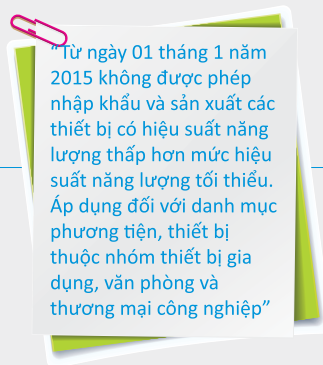 “Từ ngày 01 tháng 1 năm
2015 không được phép
nhập khẩu và sản xuất các
thiết bị có hiệu suất năng
lượng thấp hơn mức hiệu
suất năng lượng tối thiểu.
Áp dụng đối với danh mục
phương tiện, thiết bị
thuộc nhóm thiết bị gia
dụng, văn phòng và
thương mại công nghiệp”